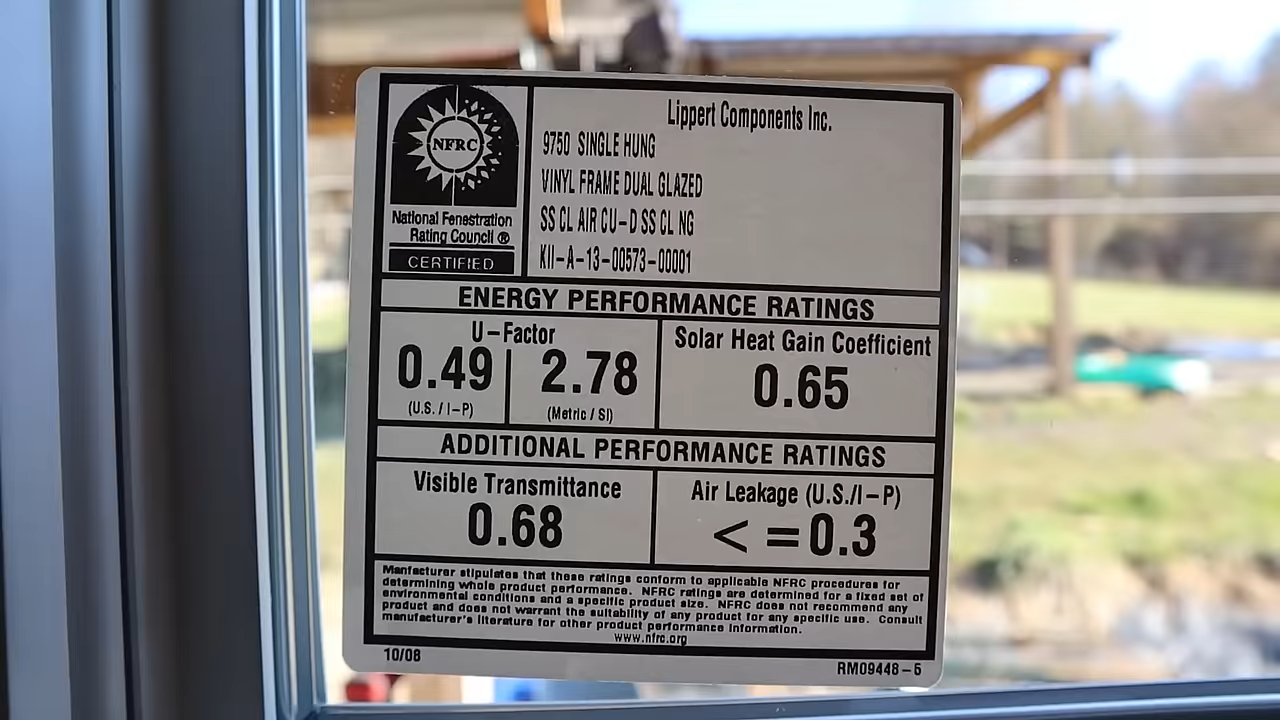 NFRC
National Fenestration
Rating Council ®
CERTIFIED
Lippert Components Inc.
9750 SINGLE HUNG
VINYL FRAME DUAL GLAZED
SS CL AIR CU-D SS CL NG
KII-A-13-00573-00001
ENERGY PERFORMANCE RATINGS
U-Factor
0.49 2.78
(U.S. / I-P) (Metric / SI)
Solar Heat Gain Coefficient
0.65
ADDITIONAL PERFORMANCE RATINGS
Visible Transmittance
0.68
Air Leakage (U.S./I-P)
< =0.3
Manfacturer stipulates that these ratings conform to applicable NFRC procedures for
determining whole product performance. NFRC ratings are determined for a fixed set of
environmental conditions and a specific product size. NFRC does not recommend any
product and does not warrant the suitability of any product for any specific use. Consult
manufacturer's literature for other product performance information.
www.nfrc.org
10/08
RM09448-5